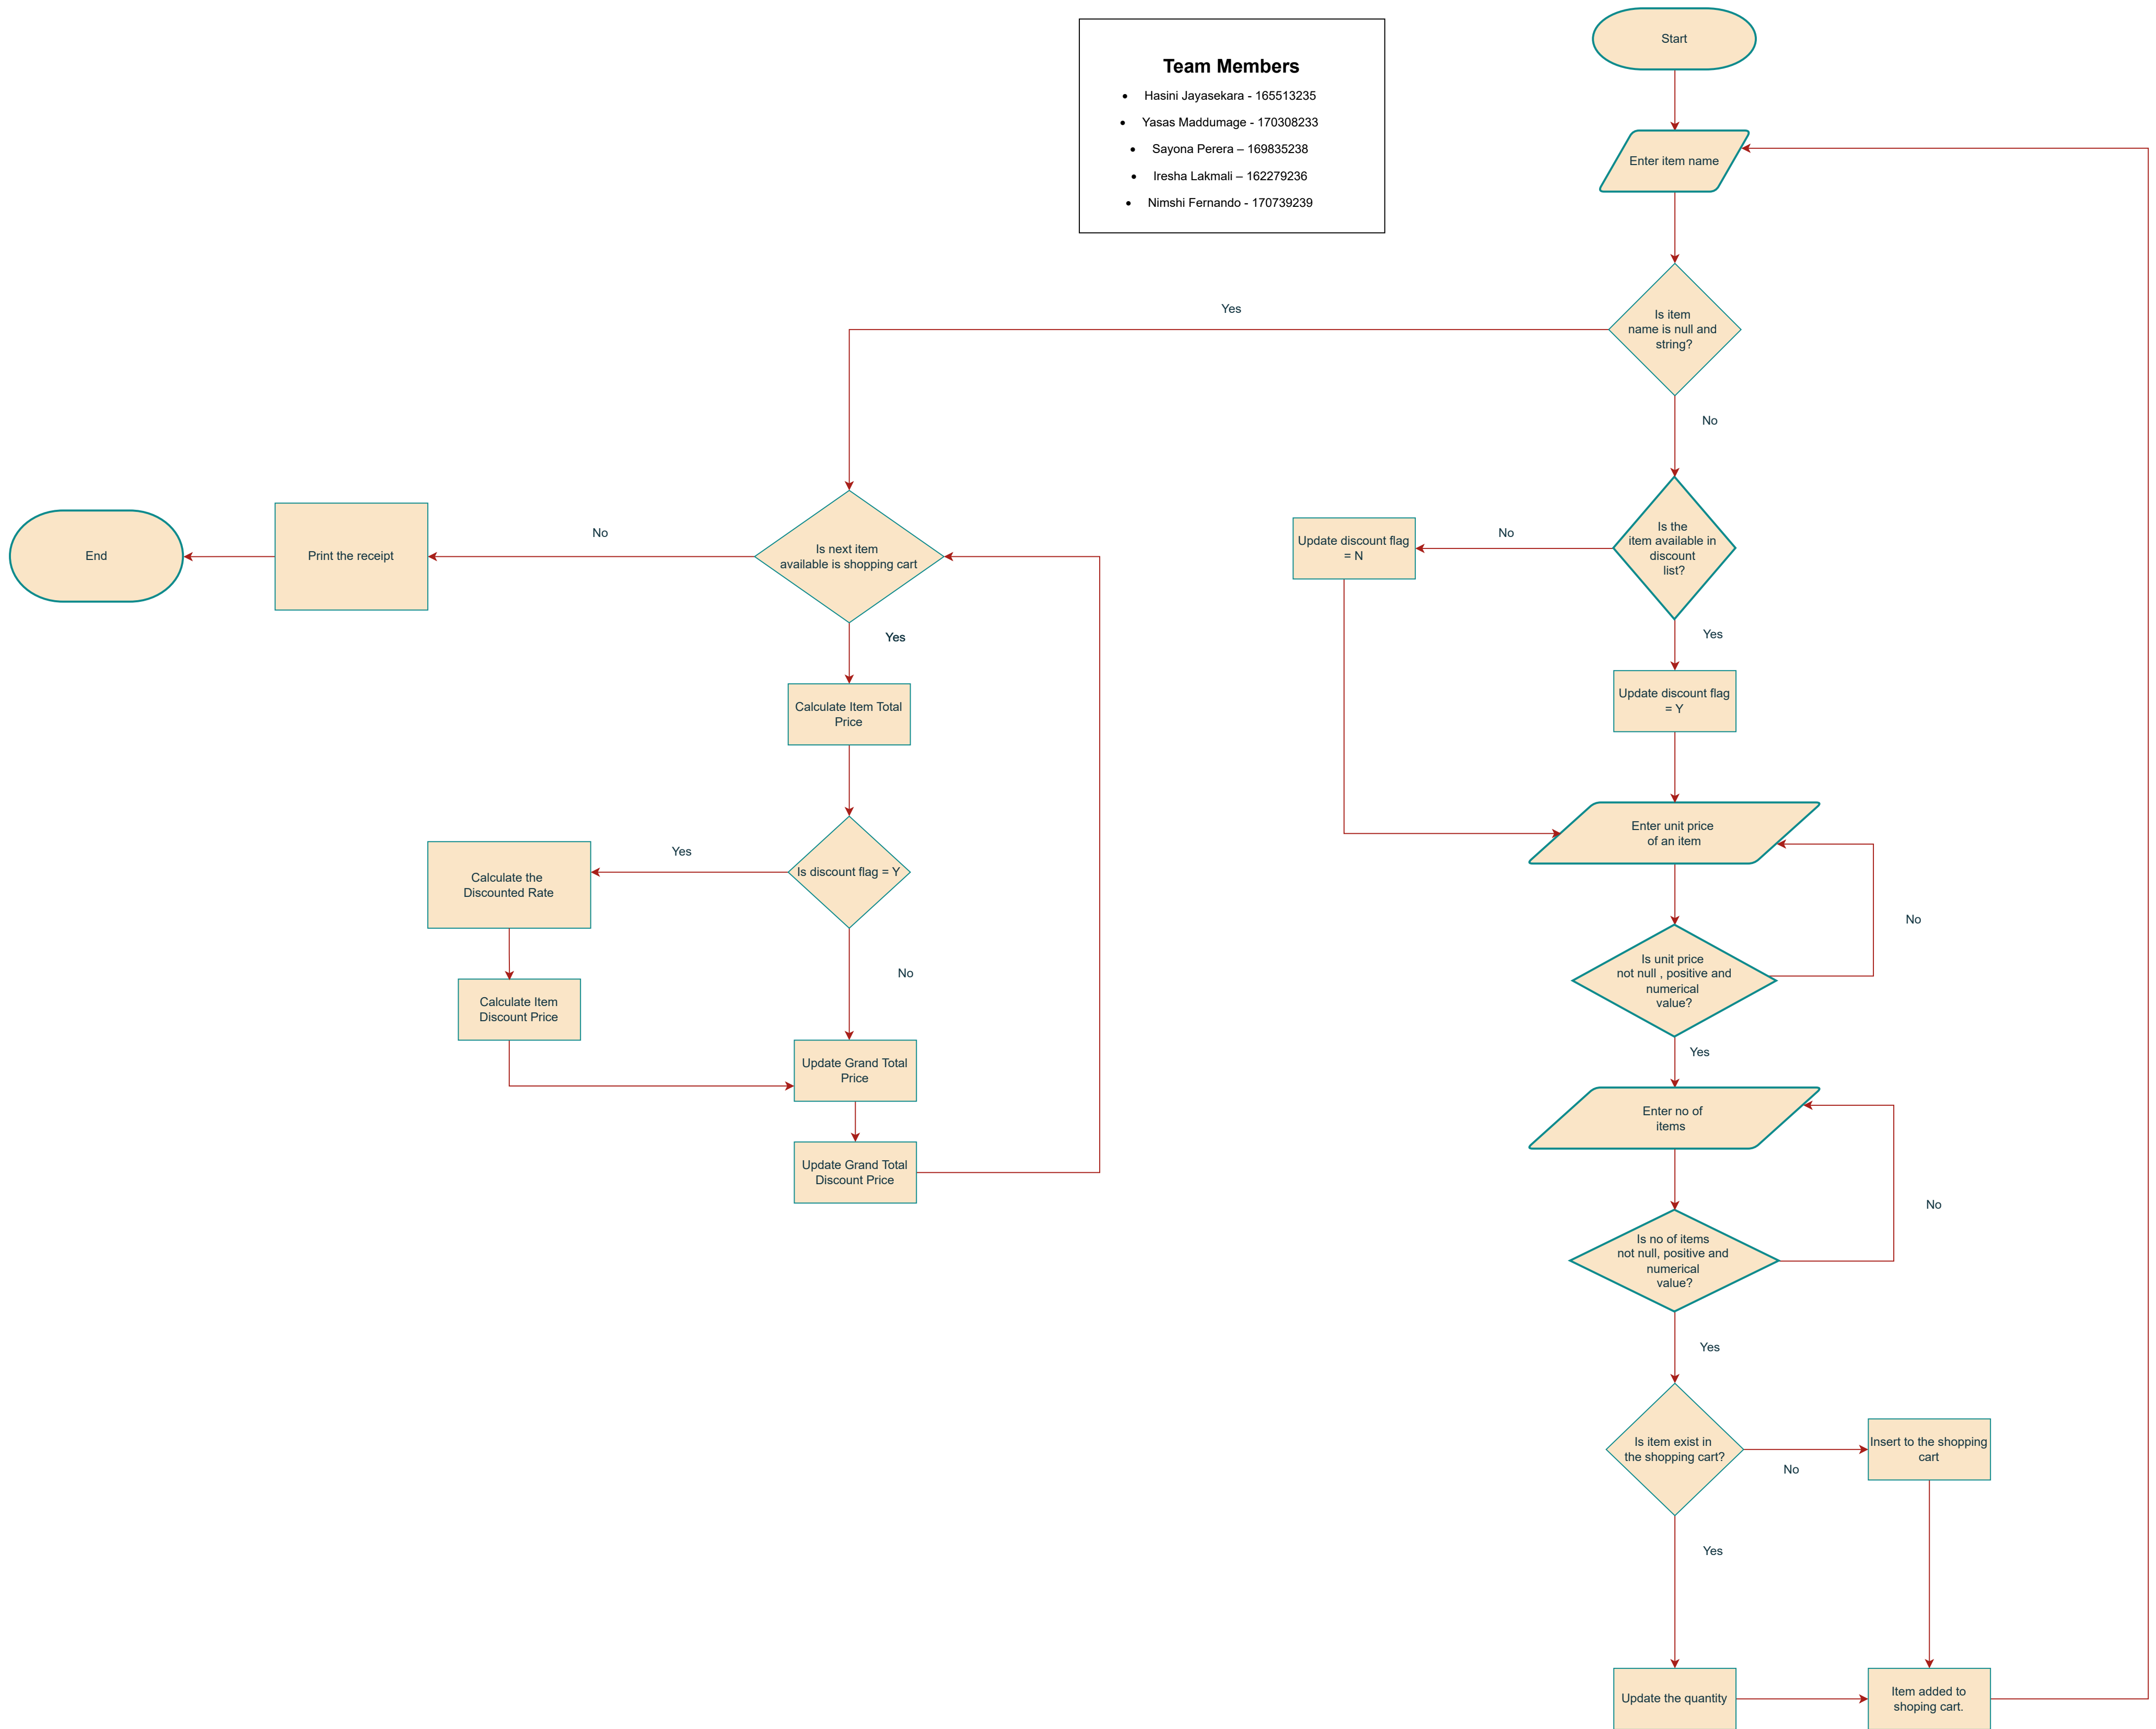 Start
Team Members
• Hasini Jayasekara - 165513235
• Yasas Maddumage - 170308233
• Sayona Perera – 169835238
• Iresha Lakmali – 162279236
• Nimshi Fernando - 170739239
Enter item name
Is item
name is null and
string?
Yes
No
Is the
item available in
discount
list?
No
Update discount flag
= N
Yes
Update discount flag
= Y
Enter unit price
of an item
Is unit price
not null , positive and
numerical
value?
No
Yes
Enter no of
items
Is no of items
not null, positive and
numerical
value?
No
Yes
Is item exist in
the shopping cart?
No
Insert to the shopping
cart
Yes
Update the quantity
Item added to
shoping cart.
Is next item
available is shopping cart
No
Print the receipt
End
Yes
Calculate Item Total
Price
Is discount flag = Y
Yes
Calculate the
Discounted Rate
Calculate Item
Discount Price
No
Update Grand Total
Price
Update Grand Total
Discount Price